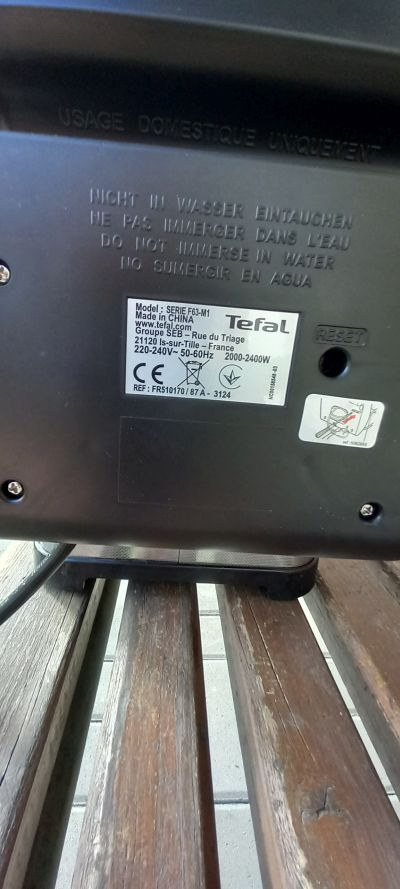 USAGE DOMESTIQUE UNIQUEMENT
NICHT IN WASSER EINTAUCHEN
NE PAS IMMERGER DANS L'EAU
DO NOT IMMERSE IN WATER
NO SUMERGIR EN AGUA
Model : SERIE F63-M1
Made in CHINA
www.tefal.com
Tefal
Groupe SEB – Rue du Triage
21120 Is-sur-Tille – France
220-240V~ 50-60Hz 2000-2400W
CE
REF : FR510170 / 87 A - 3124
RESET